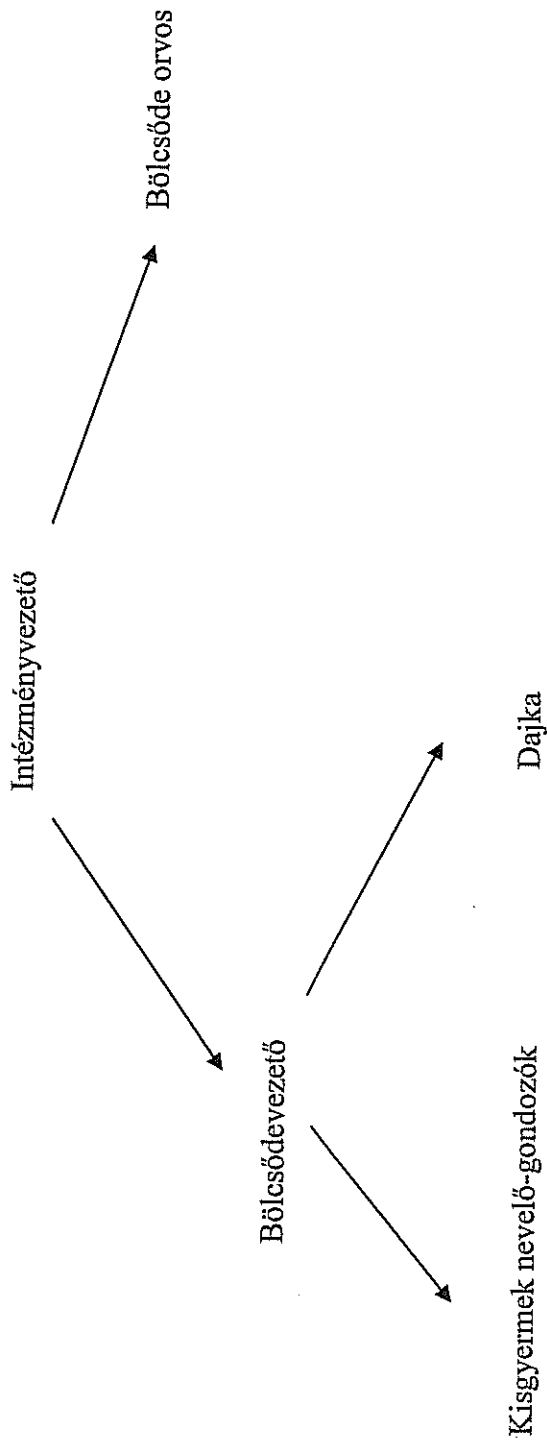 Intézményvezető
Bölcsőde orvos
Bölcsődevezető
Kisgyermek nevelő-gondozók
Dajka